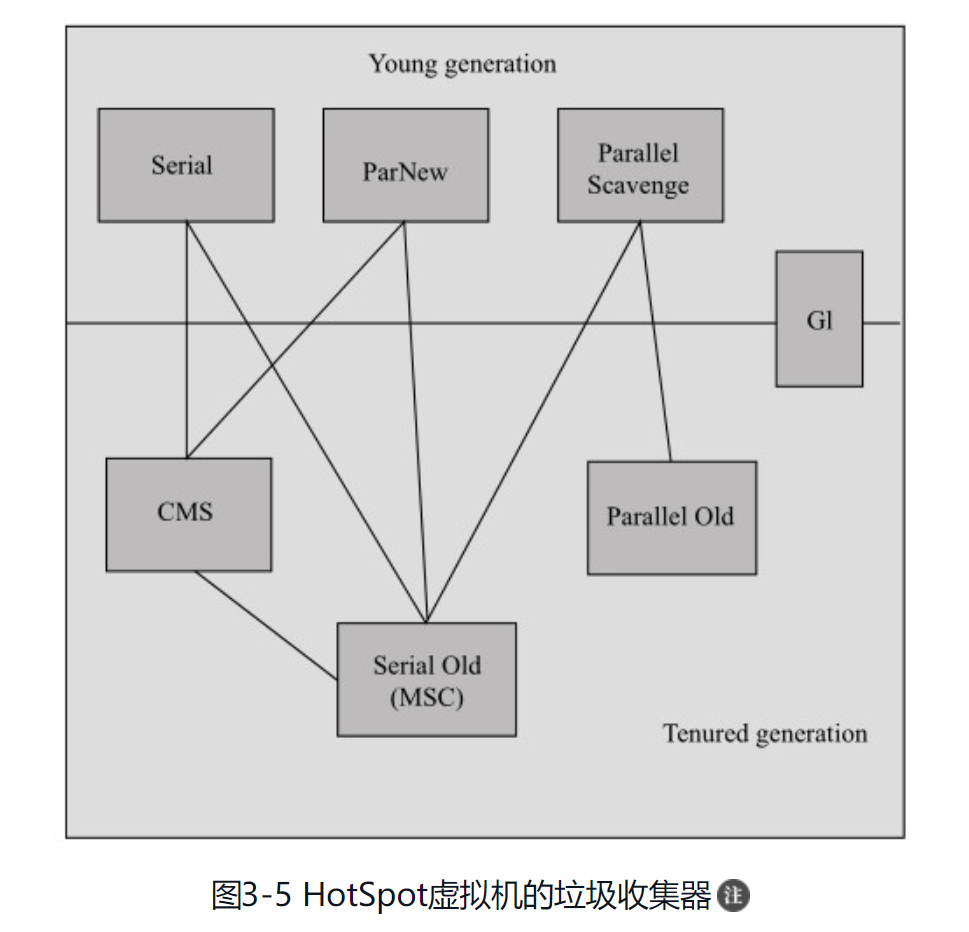 Young generation
Serial
ParNew
Parallel
Scavenge
Gl
CMS
Parallel Old
Serial Old
(MSC)
Tenured generation
图3-5 HotSpot虚拟机的垃圾收集器 注